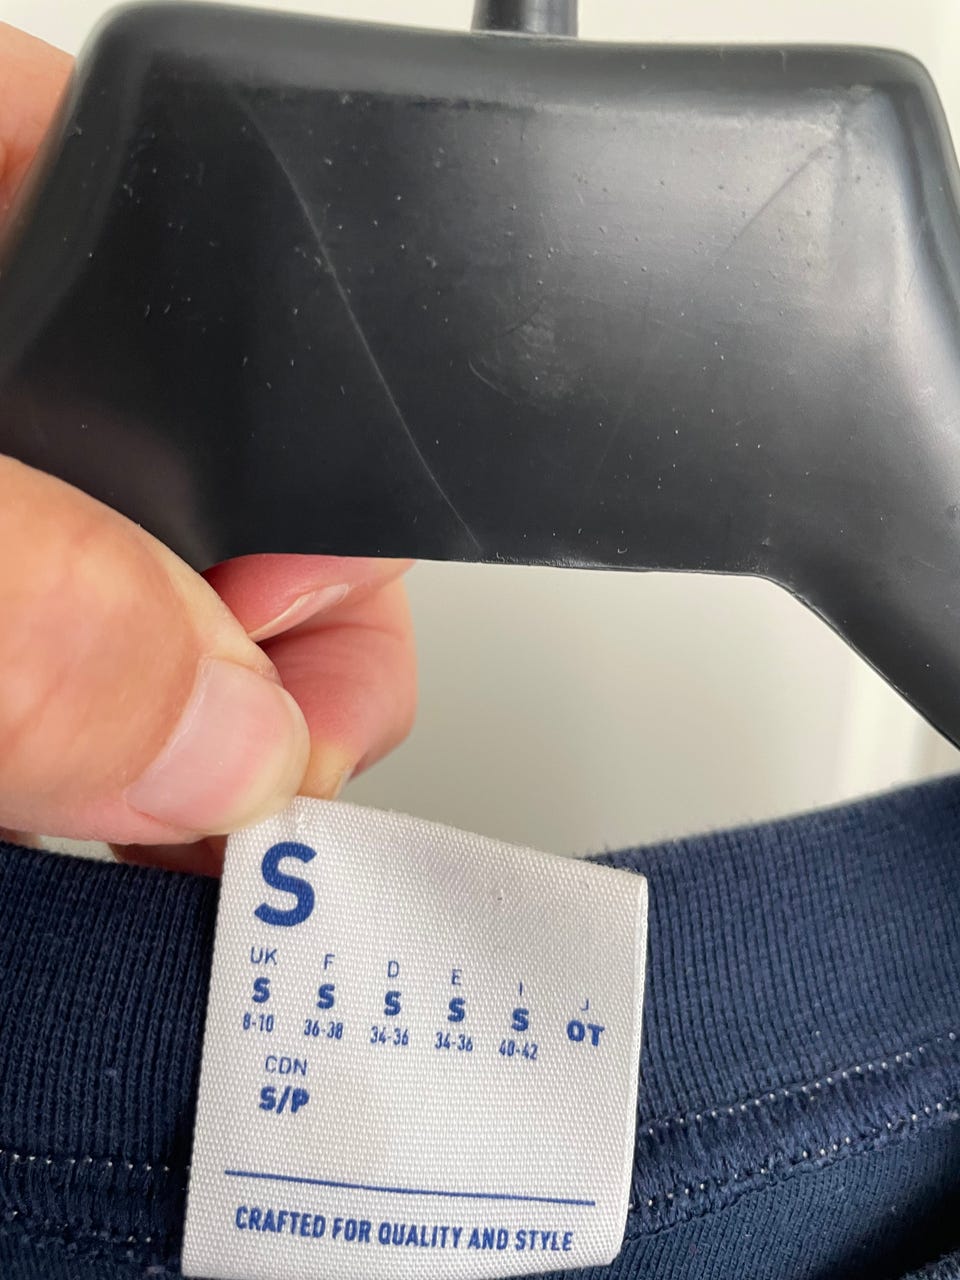 S
UK F D E I J
S S S S S OT
8-10 36-38 34-36 34-36 40-42
CDN
S/P
CRAFTED FOR QUALITY AND STYLE